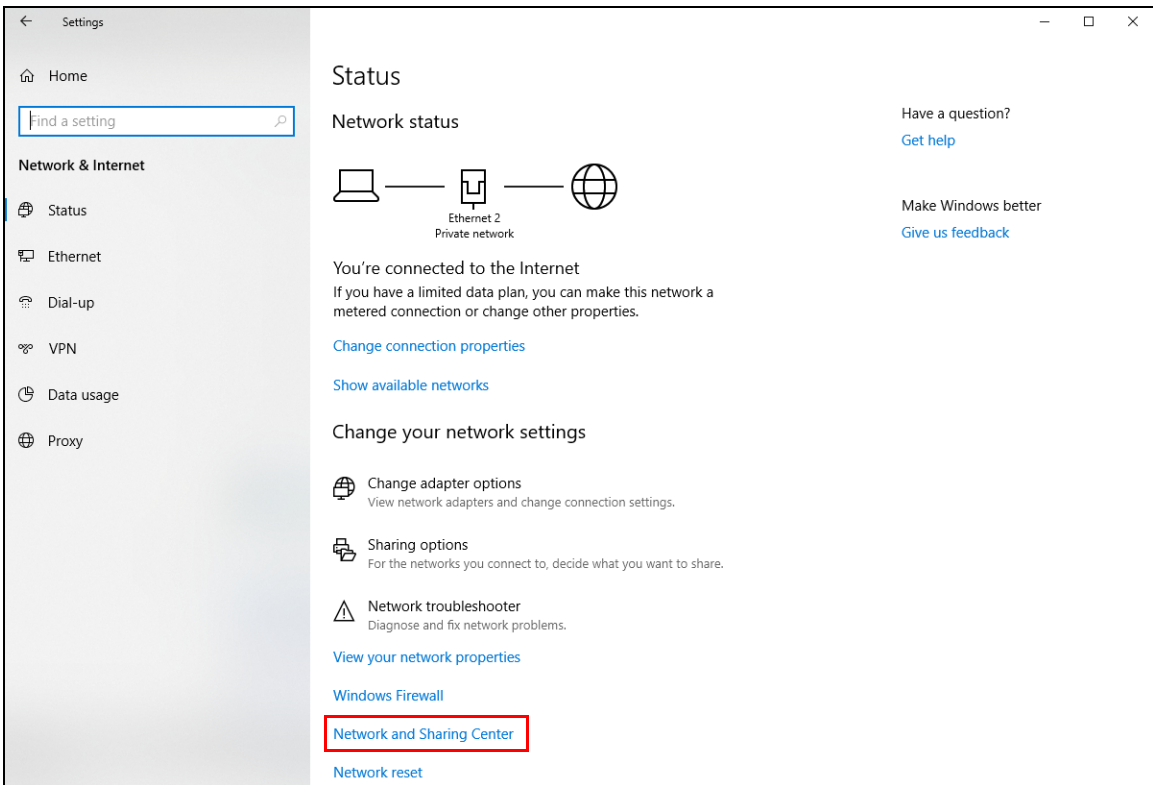 Settings
Home
Find a setting
Network & Internet
Status
Ethernet
Dial-up
VPN
Data usage
Proxy
Status
Network status
Ethernet 2
Private network
You're connected to the Internet
If you have a limited data plan, you can make this network a
metered connection or change other properties.
Change connection properties
Show available networks
Change your network settings
Change adapter options
View network adapters and change connection settings.
Sharing options
For the networks you connect to, decide what you want to share.
Network troubleshooter
Diagnose and fix network problems.
View your network properties
Windows Firewall
Network and Sharing Center
Network reset
Have a question?
Get help
Make Windows better
Give us feedback